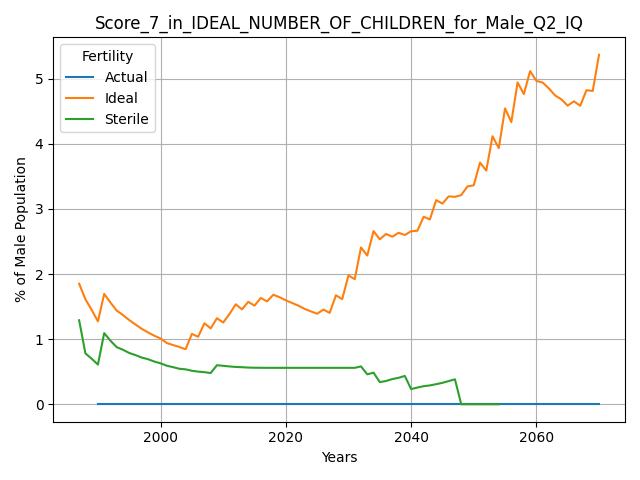 Score_7_in_IDEAL_NUMBER_OF_CHILDREN_for_Male_Q2_IQ
Fertility
Actual
Ideal
Sterile
% of Male Population
5
4
3
2
1
0
2000 2020 2040 2060
Years